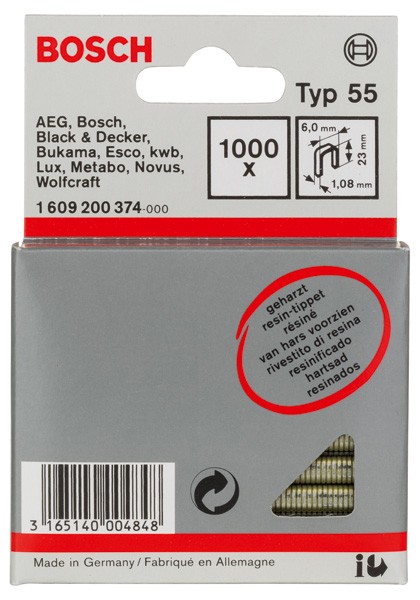 BOSCH
Typ 55
AEG, Bosch,
Black & Decker,
Bukama, Esco, kwb,
Lux, Metabo, Novus,
Wolfcraft
1 609 200 374-000
1000
x
6,0 mm
23 mm
1,08 mm
geharzt
resin-tippet
résiné
van hars voorzien
rivestito di resina
resinificado
hartsad
resinados
3 165140 004848
Made in Germany / Fabriqué en Allemagne